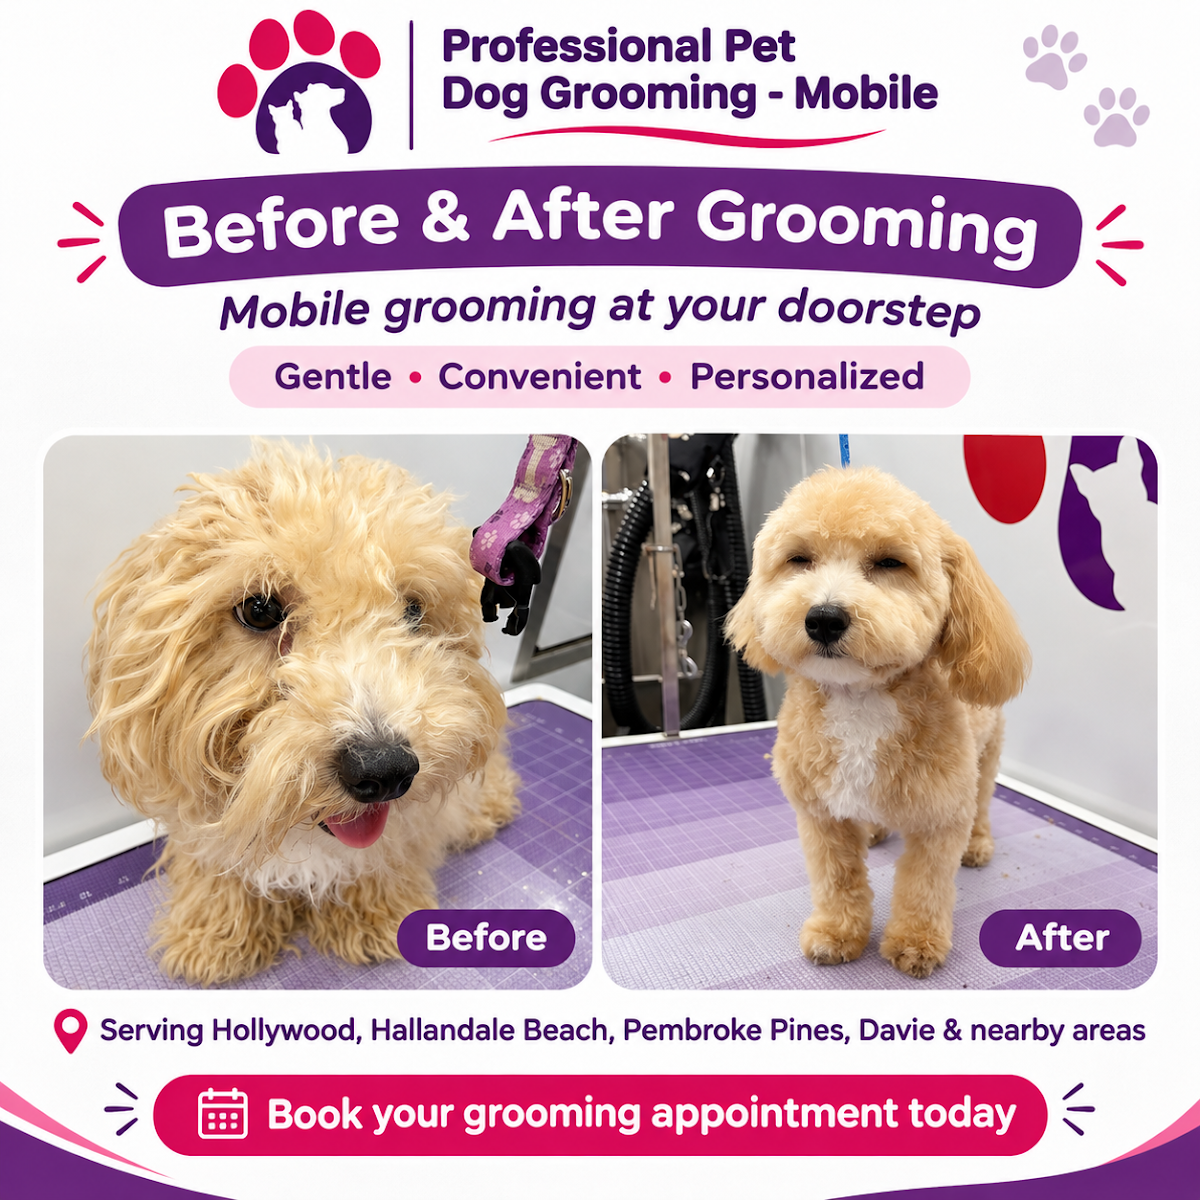 Professional Pet
Dog Grooming - Mobile
Before & After Grooming
Mobile grooming at your doorstep
Gentle • Convenient • Personalized
Before
After
Serving Hollywood, Hallandale Beach, Pembroke Pines, Davie & nearby areas
Book your grooming appointment today